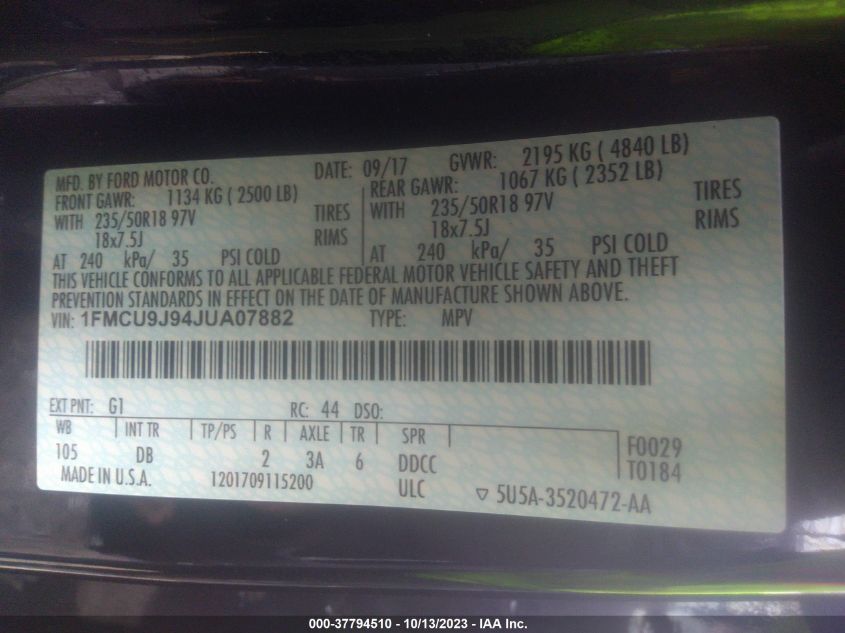 MFD. BY FORD MOTOR CO. DATE: 09/17 GVWR: 2195 KG ( 4840 LB)
FRONT GAWR: 1134 KG ( 2500 LB) REAR GAWR: 1067 KG ( 2352 LB)
WITH 235/50R18 97V TIRES WITH 235/50R18 97V TIRES
18x7.5J RIMS 18x7.5J RIMS
AT 240 kPa/ 35 PSI COLD AT 240 kPa/ 35 PSI COLD
THIS VEHICLE CONFORMS TO ALL APPLICABLE FEDERAL MOTOR VEHICLE SAFETY AND THEFT
PREVENTION STANDARDS IN EFFECT ON THE DATE OF MANUFACTURE SHOWN ABOVE.
VIN: 1FMCU9J94JUA07882 TYPE: MPV
EXT PNT: G1 RC: 44 DSO:
WB INT TR TP/PS R AXLE TR SPR F0029
105 DB 2 3A 6 DDCC T0184
MADE IN U.S.A. 1201709115200 ULC ▽ 5U5A-3520472-AA
000-37794510 - 10/13/2023 - IAA Inc.